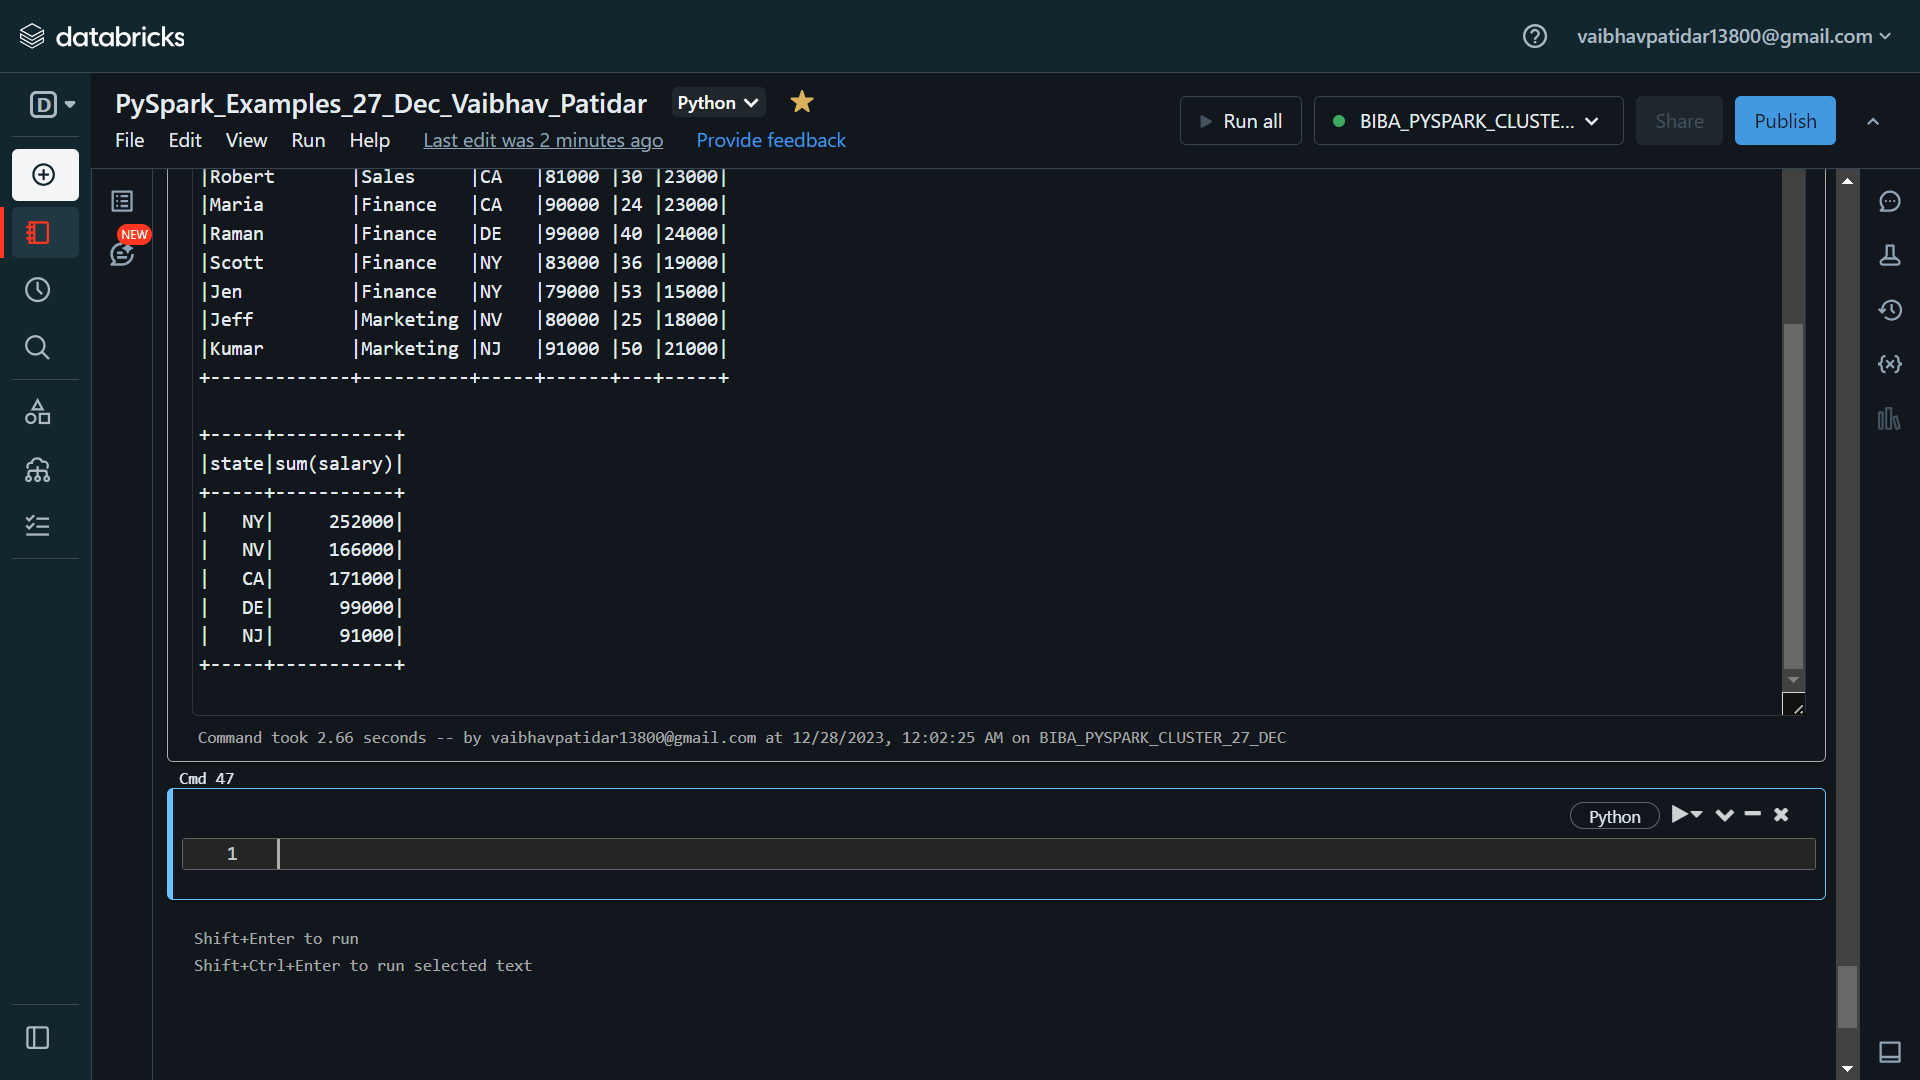 databricks
vaibhavpatidar13800@gmail.com
D
PySpark_Examples_27_Dec_Vaibhav_Patidar
Python
File Edit View Run Help Last edit was 2 minutes ago Provide feedback
Run all
BIBA_PYSPARK_CLUSTE...
Share
Publish
NEW
|Robert       |Sales     |CA   |81000 |30 |23000|
|Maria        |Finance   |CA   |90000 |24 |23000|
|Raman        |Finance   |DE   |99000 |40 |24000|
|Scott        |Finance   |NY   |83000 |36 |19000|
|Jen          |Finance   |NY   |79000 |53 |15000|
|Jeff         |Marketing |NV   |80000 |25 |18000|
|Kumar        |Marketing |NJ   |91000 |50 |21000|
+-------------+----------+-----+------+---+-----+
+-----+-----------+
|state|sum(salary)|
+-----+-----------+
|   NY|     252000|
|   NV|     166000|
|   CA|     171000|
|   DE|      99000|
|   NJ|      91000|
+-----+-----------+
Command took 2.66 seconds -- by vaibhavpatidar13800@gmail.com at 12/28/2023, 12:02:25 AM on BIBA_PYSPARK_CLUSTER_27_DEC
Cmd 47
Python
1
Shift+Enter to run
Shift+Ctrl+Enter to run selected text